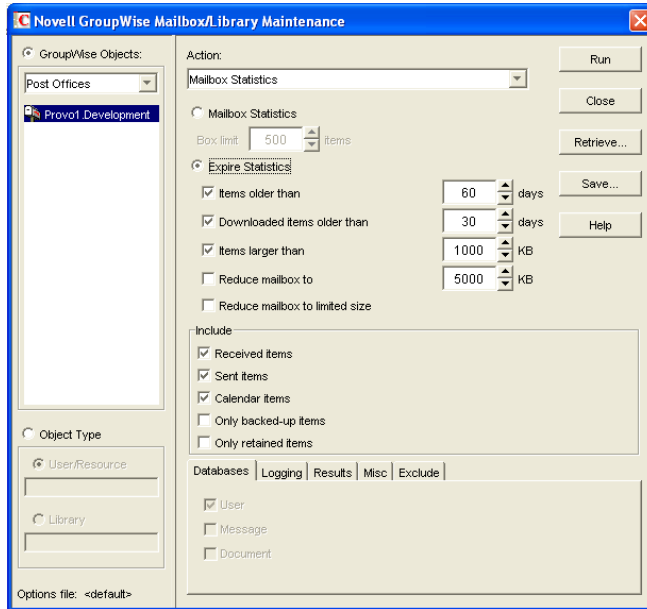 Novell GroupWise Mailbox/Library Maintenance
GroupWise Objects:
Post Offices
Provo1.Development
Object Type
User/Resource
Library
Options file: <default>
Action:
Mailbox Statistics
Mailbox Statistics
Box limit 500 items
Expire Statistics
Items older than 60 days
Downloaded items older than 30 days
Items larger than 1000 KB
Reduce mailbox to 5000 KB
Reduce mailbox to limited size
Include
Received items
Sent items
Calendar items
Only backed-up items
Only retained items
Databases Logging Results Misc Exclude
User
Message
Document
Run
Close
Retrieve...
Save...
Help